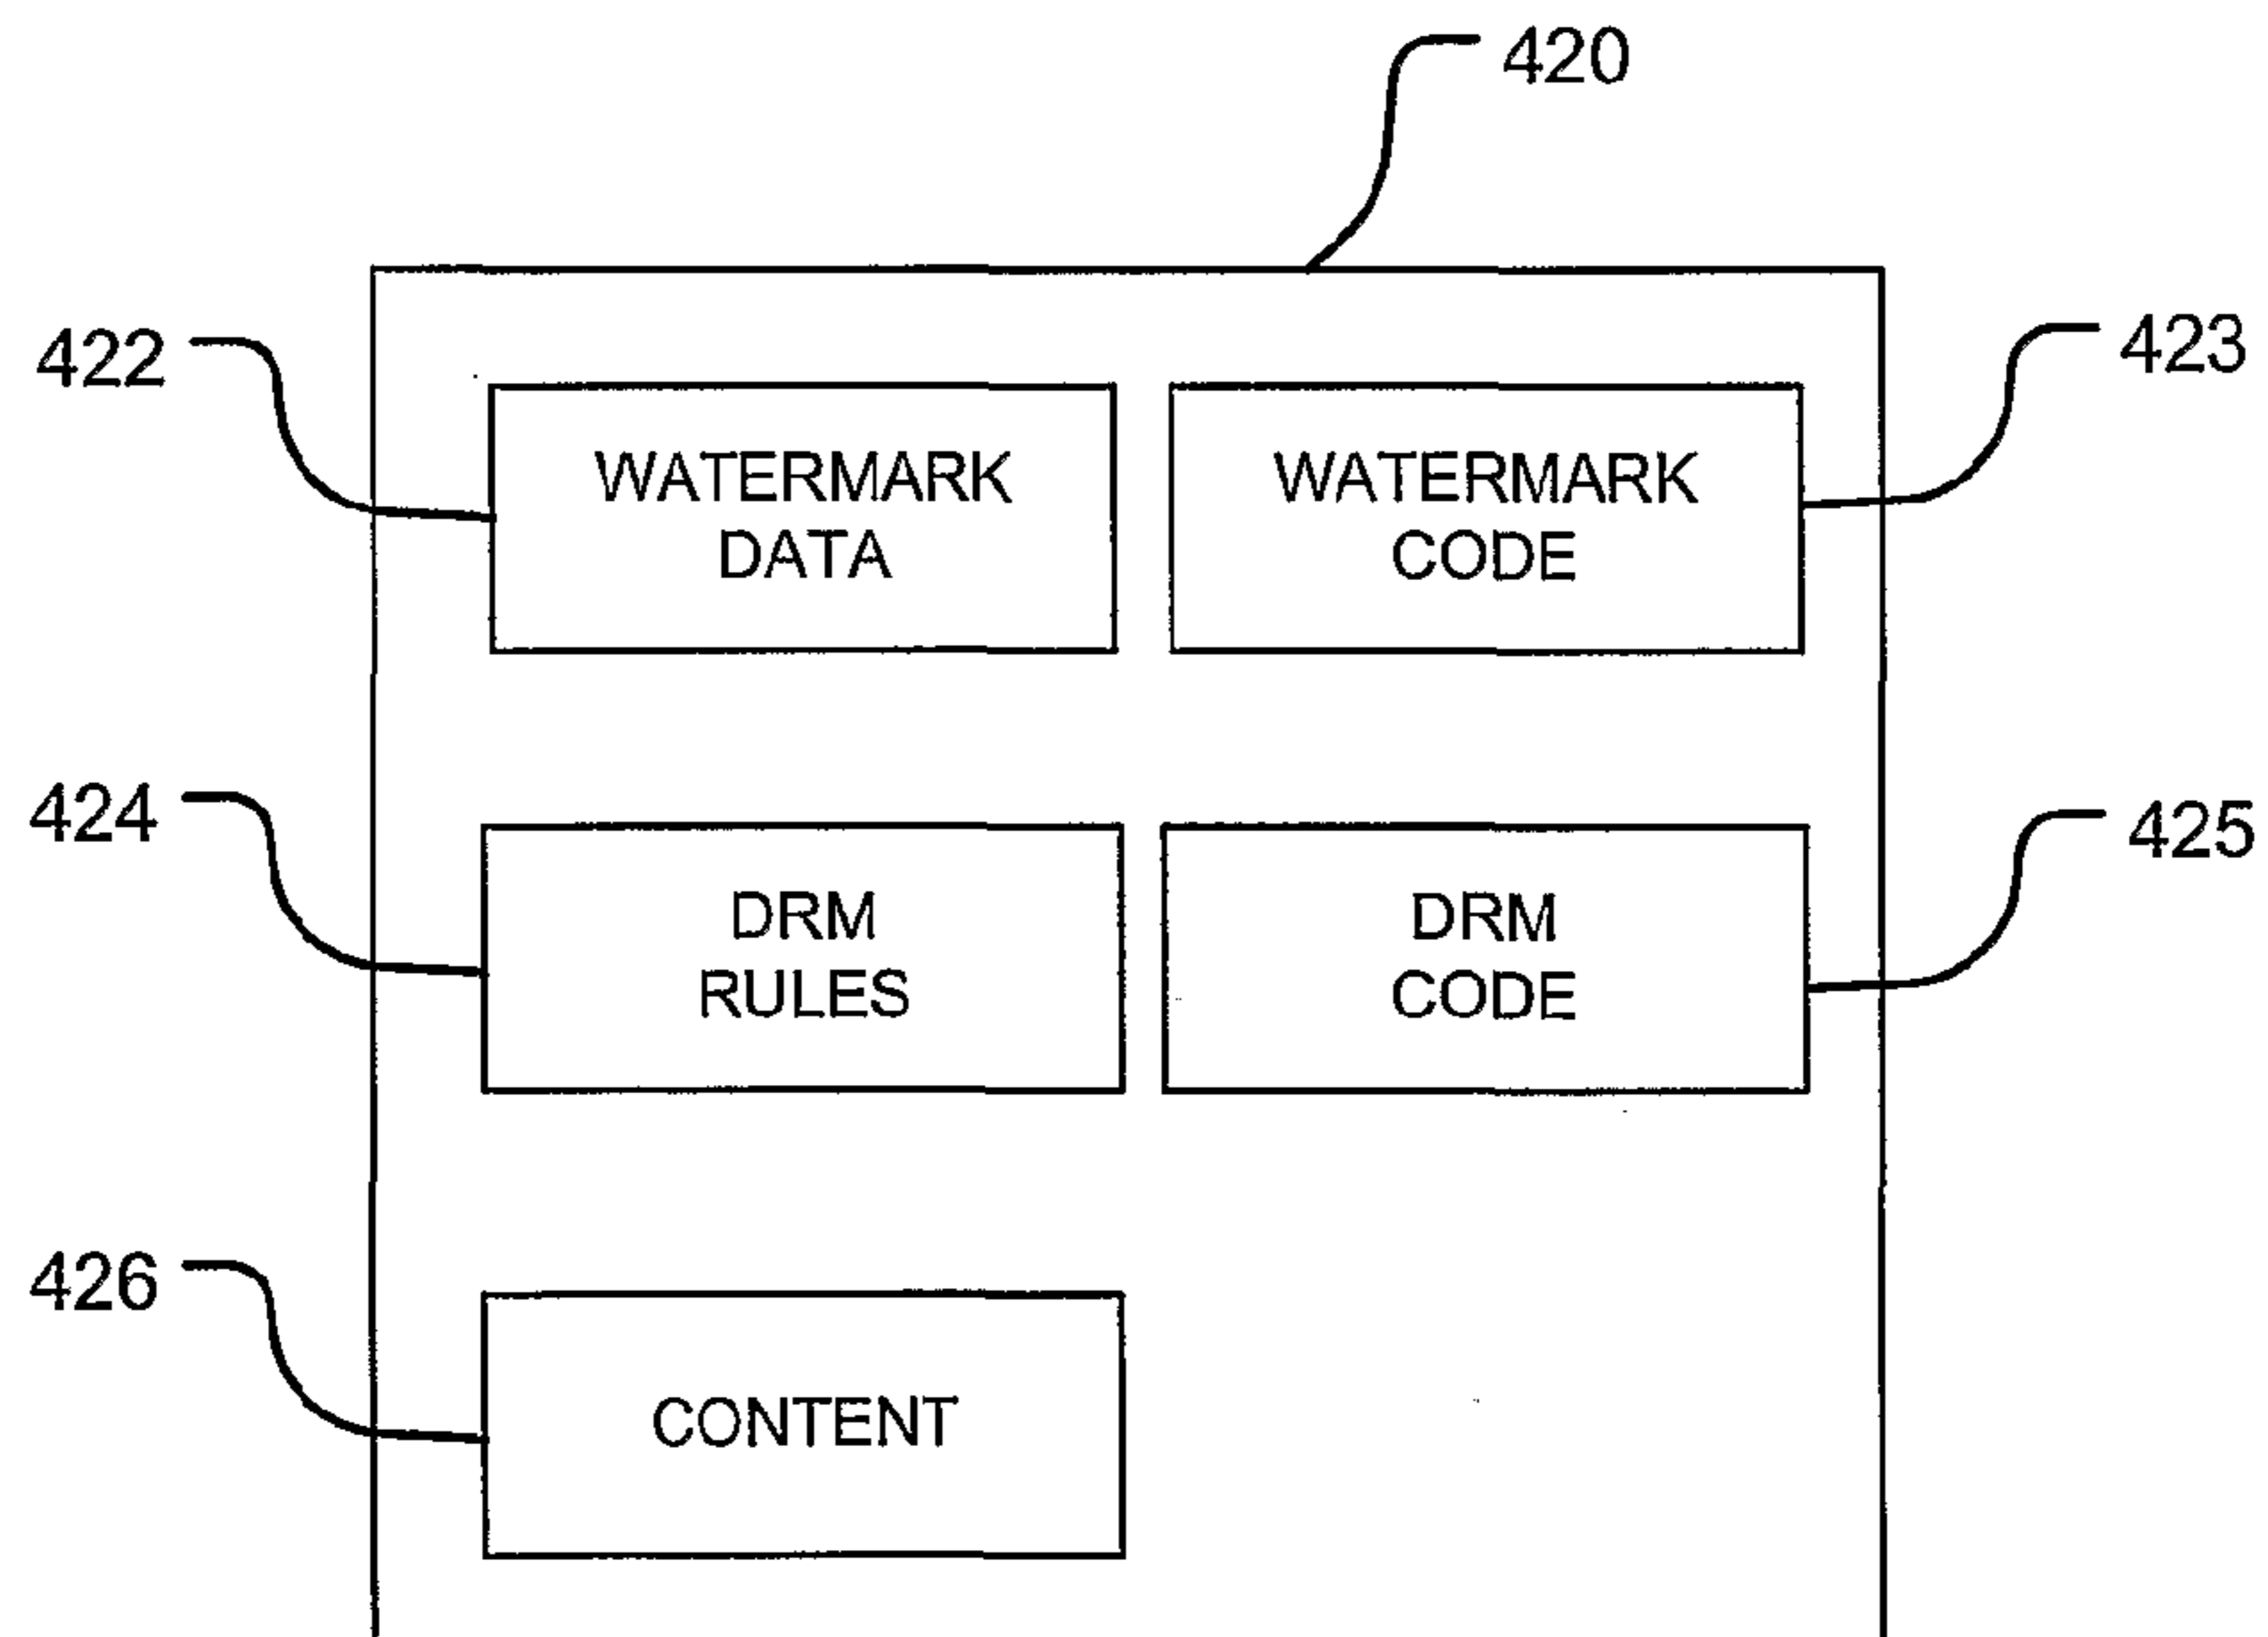 420
422
423
WATERMARK
DATA
WATERMARK
CODE
424
425
DRM
RULES
DRM
CODE
426
CONTENT